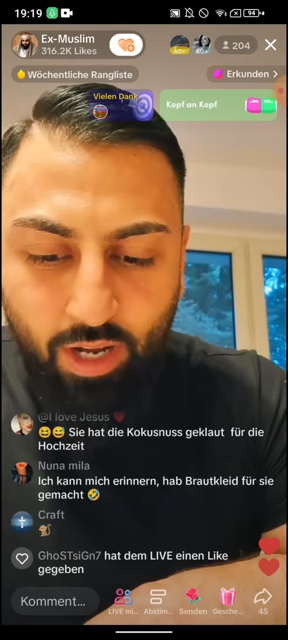 19:19
94
Ex-Muslim
316.2K Likes
60+
204
Wöchentliche Rangliste
Erkunden >
Vielen Dank
Kopf an Kopf
@I love Jesus
Sie hat die Kokusnuss geklaut für die
Hochzeit
Nuna mila
Ich kann mich erinnern, hab Brautkleid für sie
gemacht 🤣
Craft
GhoSTsiGn7 hat dem LIVE einen Like
gegeben
Komment...
LIVE mi...
Abstim...
Senden
Gesche...
45